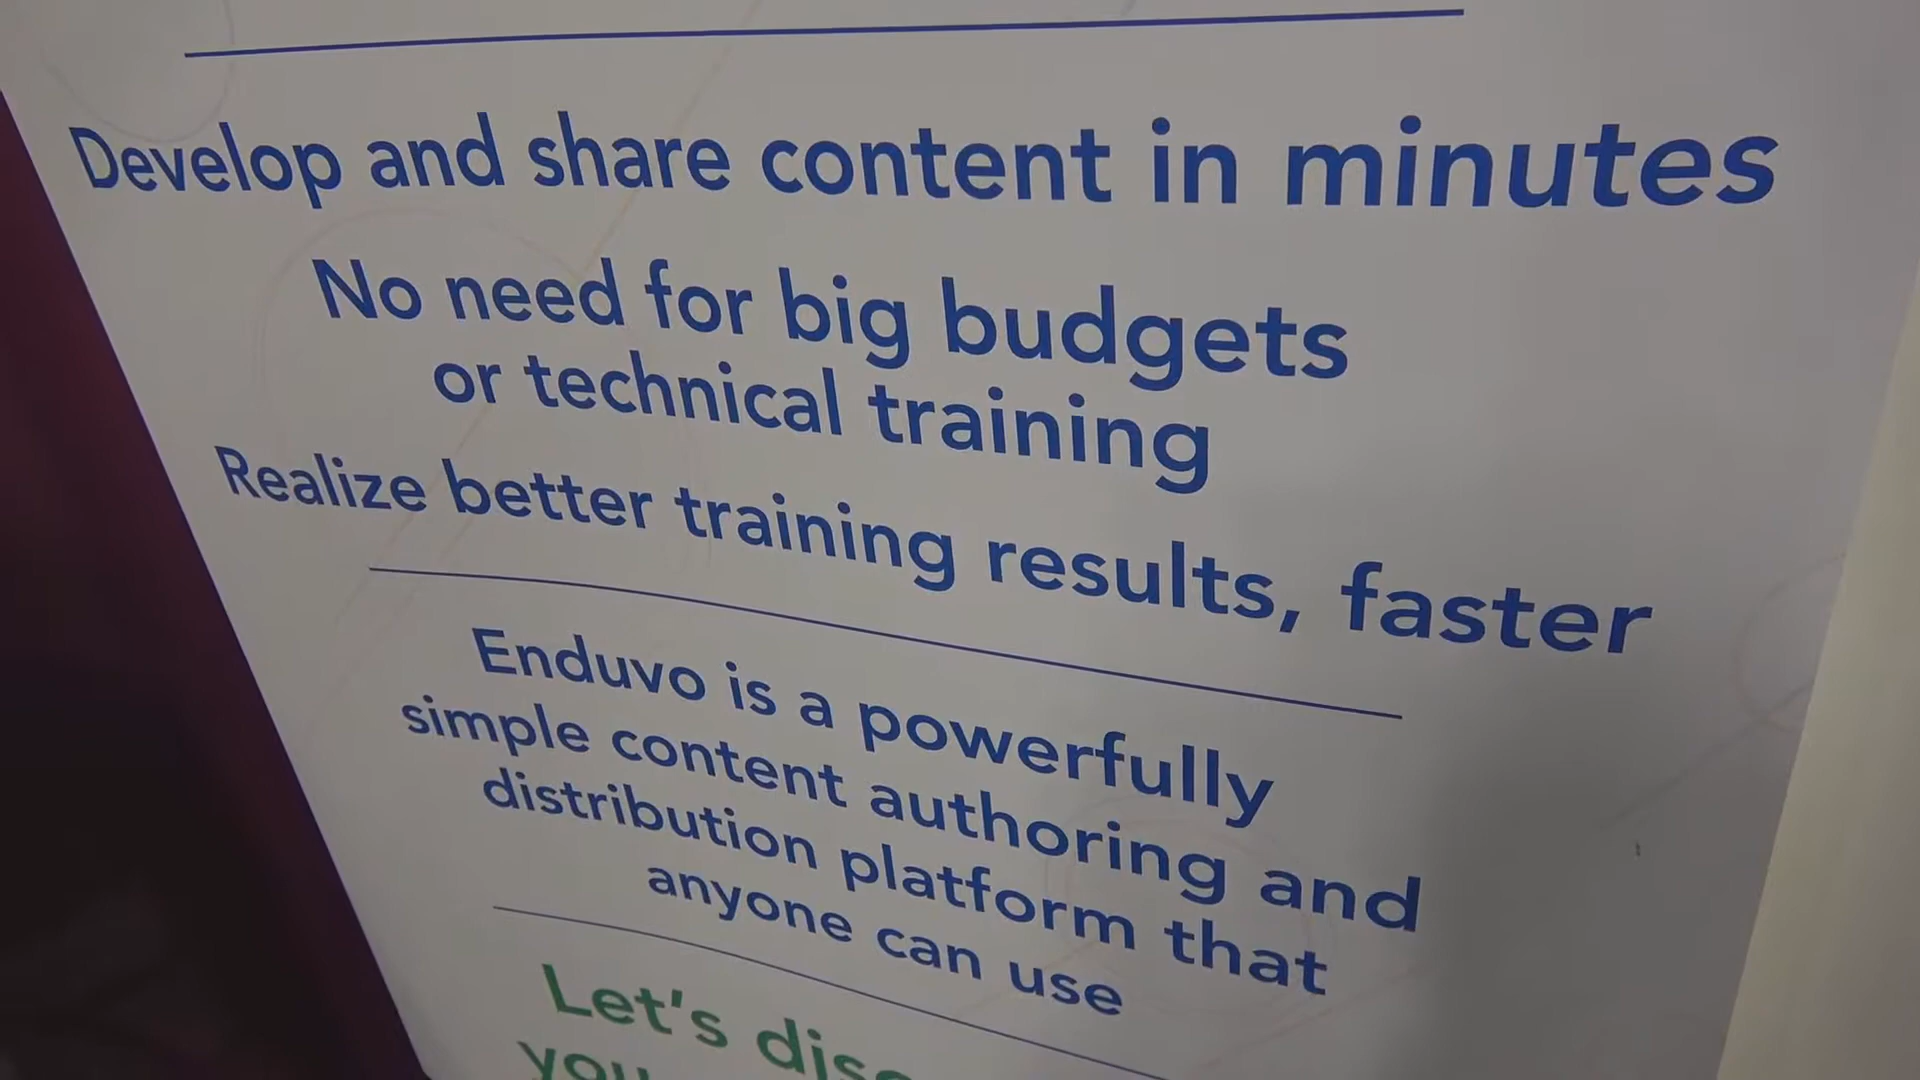 Develop and share content in minutes
No need for big budgets
or technical training
Realize better training results, faster
Enduvo is a powerfully
simple content authoring and
distribution platform that
anyone can use
Let's